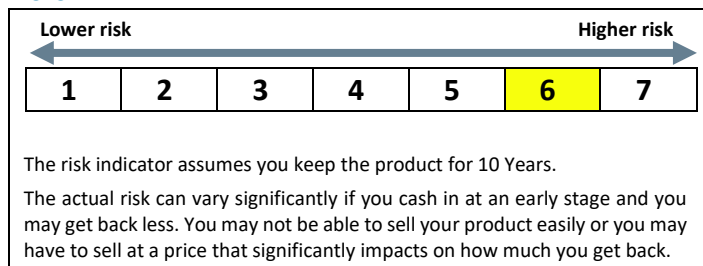 Lower risk Higher risk
1 2 3 4 5 6 7
The risk indicator assumes you keep the product for 10 Years.
The actual risk can vary significantly if you cash in at an early stage and you
may get back less. You may not be able to sell your product easily or you may
have to sell at a price that significantly impacts on how much you get back.